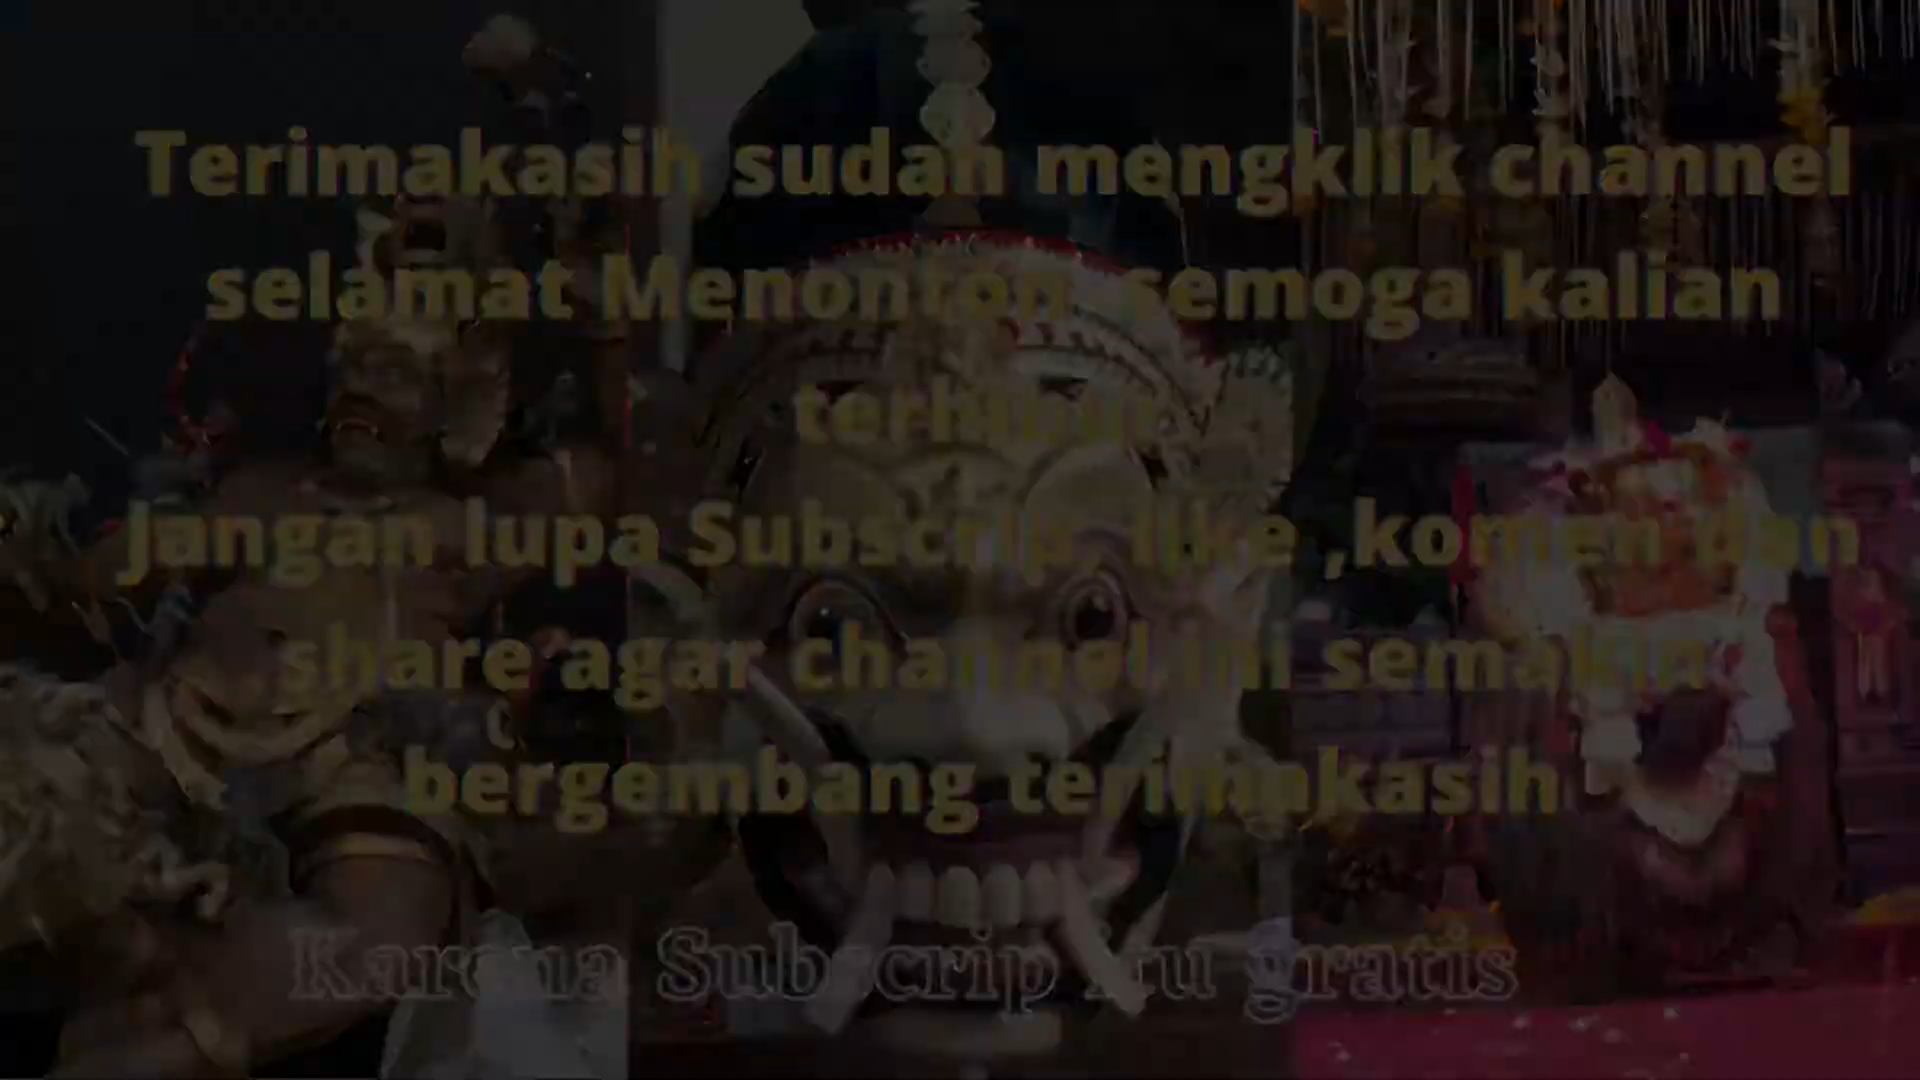 Terimakasih sudah mengklik channel
selamat Menonton, semoga kalian
terhibur
Jangan lupa Subscrip, like ,komen dan
share agar channel ini semakin
bergembang terimakasih
Karena Subscrip itu gratis